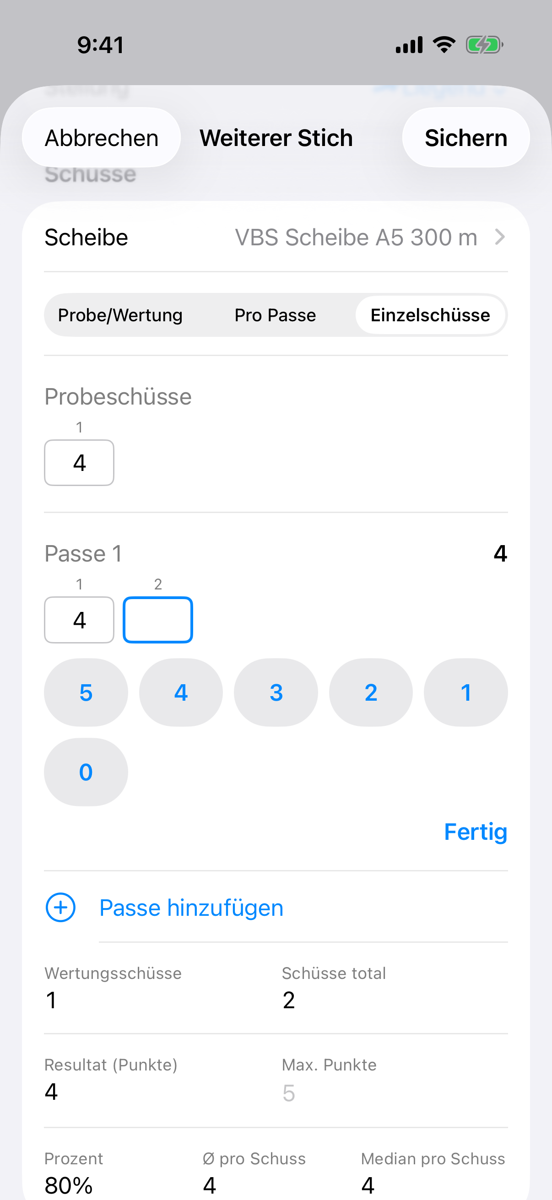 9:41
Abbrechen
Weiterer Stich
Sichern
Schüsse
Scheibe
VBS Scheibe A5 300 m
Probe/Wertung
Pro Passe
Einzelschüsse
Probeschüsse
1
4
Passe 1
4
1
2
4
5
4
3
2
1
0
Fertig
Passe hinzufügen
Wertungsschüsse
Schüsse total
1
2
Resultat (Punkte)
Max. Punkte
4
5
Prozent
Ø pro Schuss
Median pro Schuss
80%
4
4